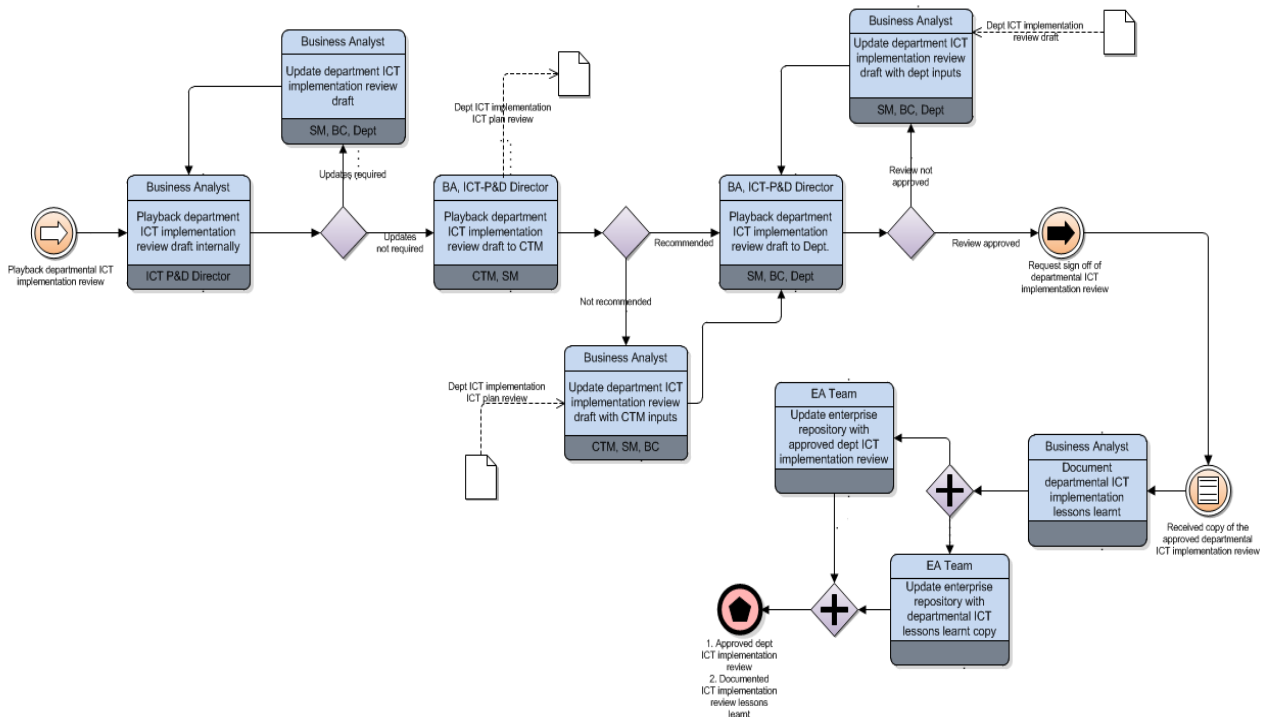 Playback departmental ICT
implementation review
Business Analyst
Playback department
ICT implementation
review draft internally
ICT P&D Director
Business Analyst
Update department ICT
implementation review
draft
SM, BC, Dept
Updates required
Updates
not required
Dept ICT implementation
ICT plan review
BA, ICT-P&D Director
Playback department
ICT implementation
review draft to CTM
CTM, SM
Recommended
Not recommended
Dept ICT implementation
ICT plan review
Business Analyst
Update department ICT
implementation review
draft with CTM inputs
CTM, SM, BC
BA, ICT-P&D Director
Playback department
ICT implementation
review draft to Dept.
SM, BC, Dept
Business Analyst
Update department ICT
implementation review
draft with dept inputs
SM, BC, Dept
Dept ICT implementation
review draft
Review not
approved
Review approved
Request sign off of
departmental ICT
implementation review
Received copy of the
approved departmental
ICT implementation review
Business Analyst
Document
departmental ICT
implementation
lessons learnt
EA Team
Update enterprise
repository with
approved dept ICT
implementation review
EA Team
Update enterprise
repository with
departmental ICT
lessons learnt copy
1. Approved dept
ICT implementation
review
2. Documented
ICT implementation
review lessons
learnt